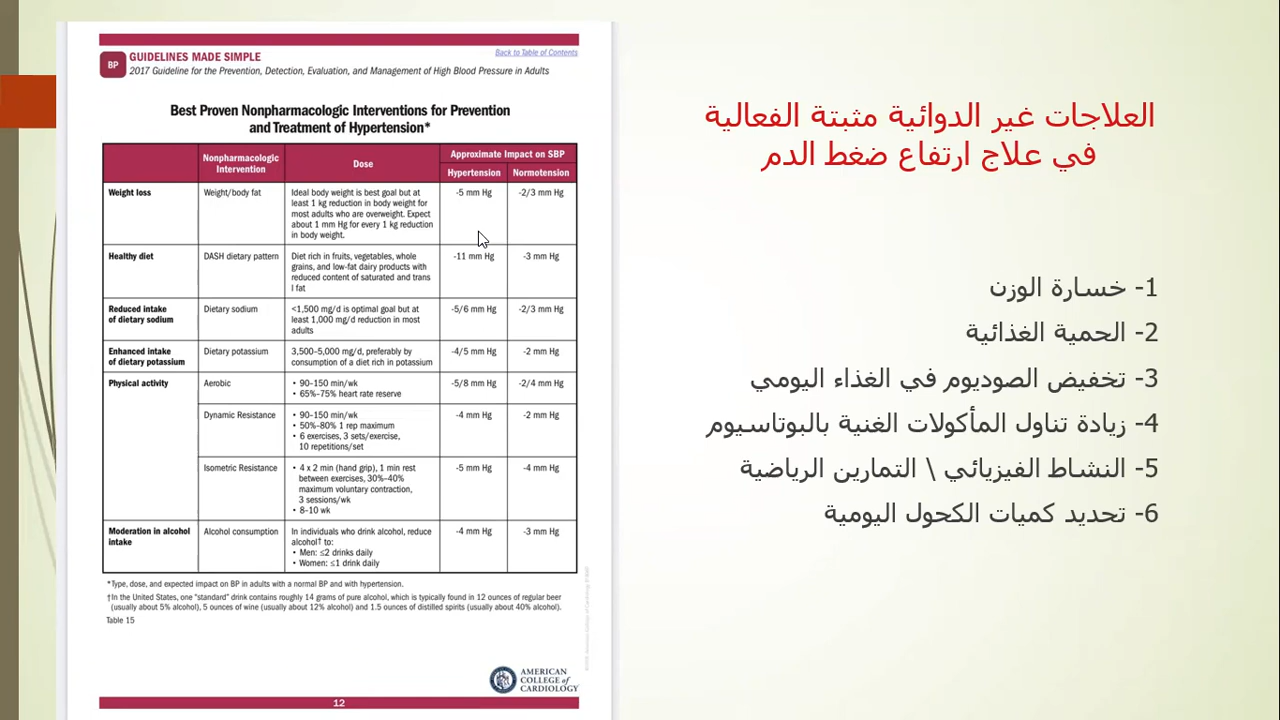 BP
GUIDELINES MADE SIMPLE
Back to Table of Contents
2017 Guideline for the Prevention, Detection, Evaluation, and Management of High Blood Pressure in Adults
Best Proven Nonpharmacologic Interventions for Prevention
and Treatment of Hypertension*
Nonpharmacologic
Intervention
Dose
Approximate Impact on SBP
Hypertension
Normotension
Weight loss
Weight/body fat
Ideal body weight is best goal but at
least 1 kg reduction in body weight for
most adults who are overweight. Expect
about 1 mm Hg for every 1 kg reduction
in body weight.
-5 mm Hg
-2/3 mm Hg
Healthy diet
DASH dietary pattern
Diet rich in fruits, vegetables, whole
grains, and low-fat dairy products with
reduced content of saturated and trans
l fat
-11 mm Hg
-3 mm Hg
Reduced intake
of dietary sodium
Dietary sodium
<1,500 mg/d is optimal goal but at
least 1,000 mg/d reduction in most
adults
-5/6 mm Hg
-2/3 mm Hg
Enhanced intake
of dietary potassium
Dietary potassium
3,500–5,000 mg/d, preferably by
consumption of a diet rich in potassium
-4/5 mm Hg
-2 mm Hg
Physical activity
Aerobic
• 90–150 min/wk
• 65%–75% heart rate reserve
-5/8 mm Hg
-2/4 mm Hg
Dynamic Resistance
• 90–150 min/wk
• 50%–80% 1 rep maximum
• 6 exercises, 3 sets/exercise,
10 repetitions/set
-4 mm Hg
-2 mm Hg
Isometric Resistance
• 4 x 2 min (hand grip), 1 min rest
between exercises, 30%–40%
maximum voluntary contraction,
3 sessions/wk
• 8–10 wk
-5 mm Hg
-4 mm Hg
Moderation in alcohol
intake
Alcohol consumption
In individuals who drink alcohol, reduce
alcohol† to:
• Men: ≤2 drinks daily
• Women: ≤1 drink daily
-4 mm Hg
-3 mm Hg
*Type, dose, and expected impact on BP in adults with a normal BP and with hypertension.
†In the United States, one "standard" drink contains roughly 14 grams of pure alcohol, which is typically found in 12 ounces of regular beer
(usually about 5% alcohol), 5 ounces of wine (usually about 12% alcohol) and 1.5 ounces of distilled spirits (usually about 40% alcohol).
Table 15
AMERICAN
COLLEGE of
CARDIOLOGY
12
العلاجات غير الدوائية مثبتة الفعالية
في علاج ارتفاع ضغط الدم
1- خسارة الوزن
2- الحمية الغذائية
3- تخفيض الصوديوم في الغذاء اليومي
4- زيادة تناول المأكولات الغنية بالبوتاسيوم
5- النشاط الفيزيائي \ التمارين الرياضية
6- تحديد كميات الكحول اليومية